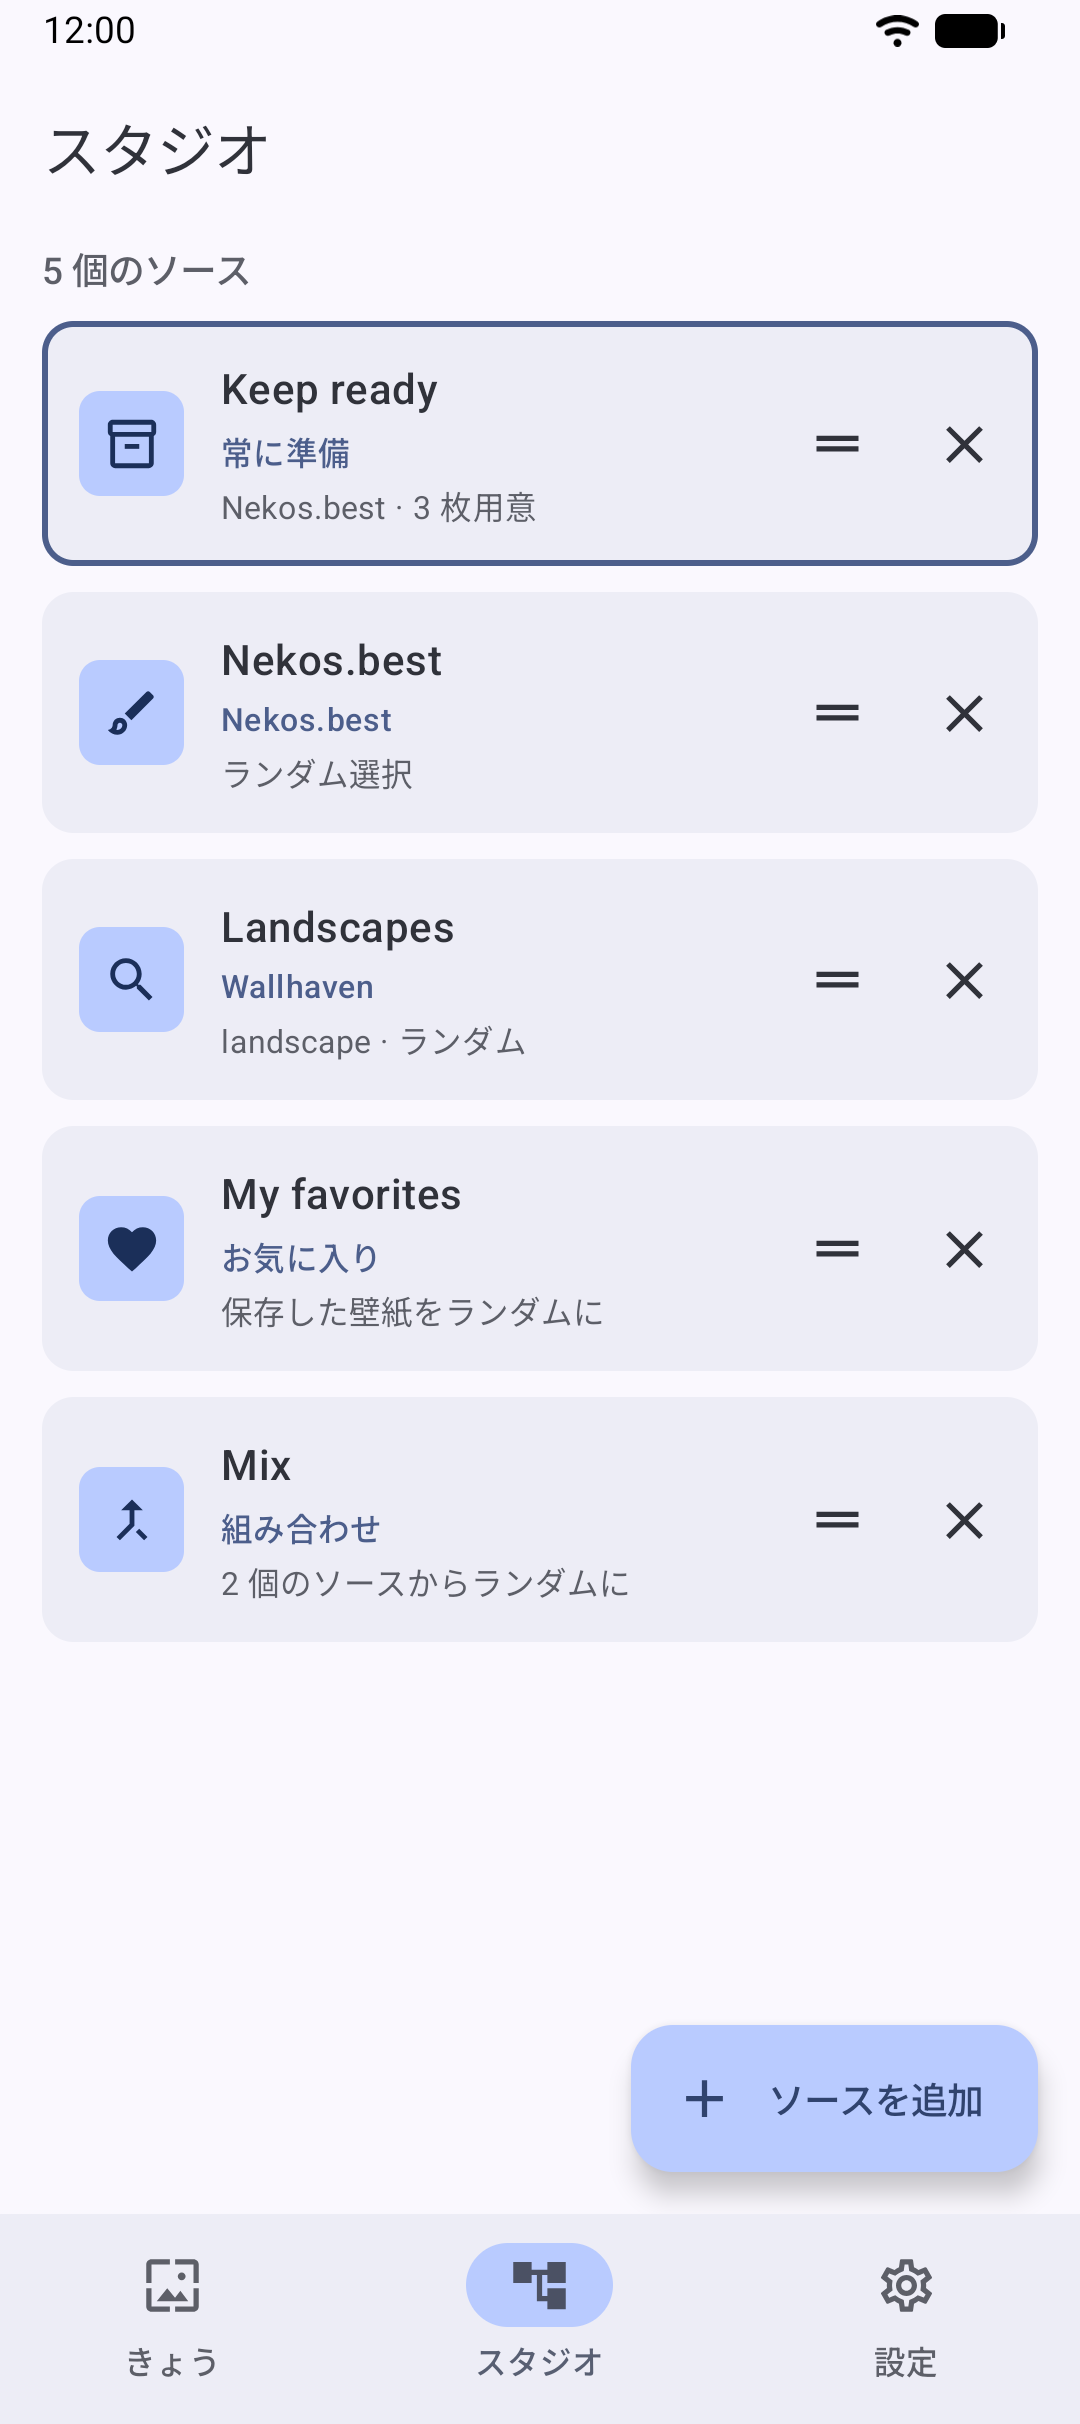 12:00
スタジオ
5 個のソース
Keep ready
常に準備
Nekos.best · 3 枚用意
Nekos.best
Nekos.best
ランダム選択
Landscapes
Wallhaven
landscape · ランダム
My favorites
お気に入り
保存した壁紙をランダムに
Mix
組み合わせ
2 個のソースからランダムに
ソースを追加
きょう
スタジオ
設定